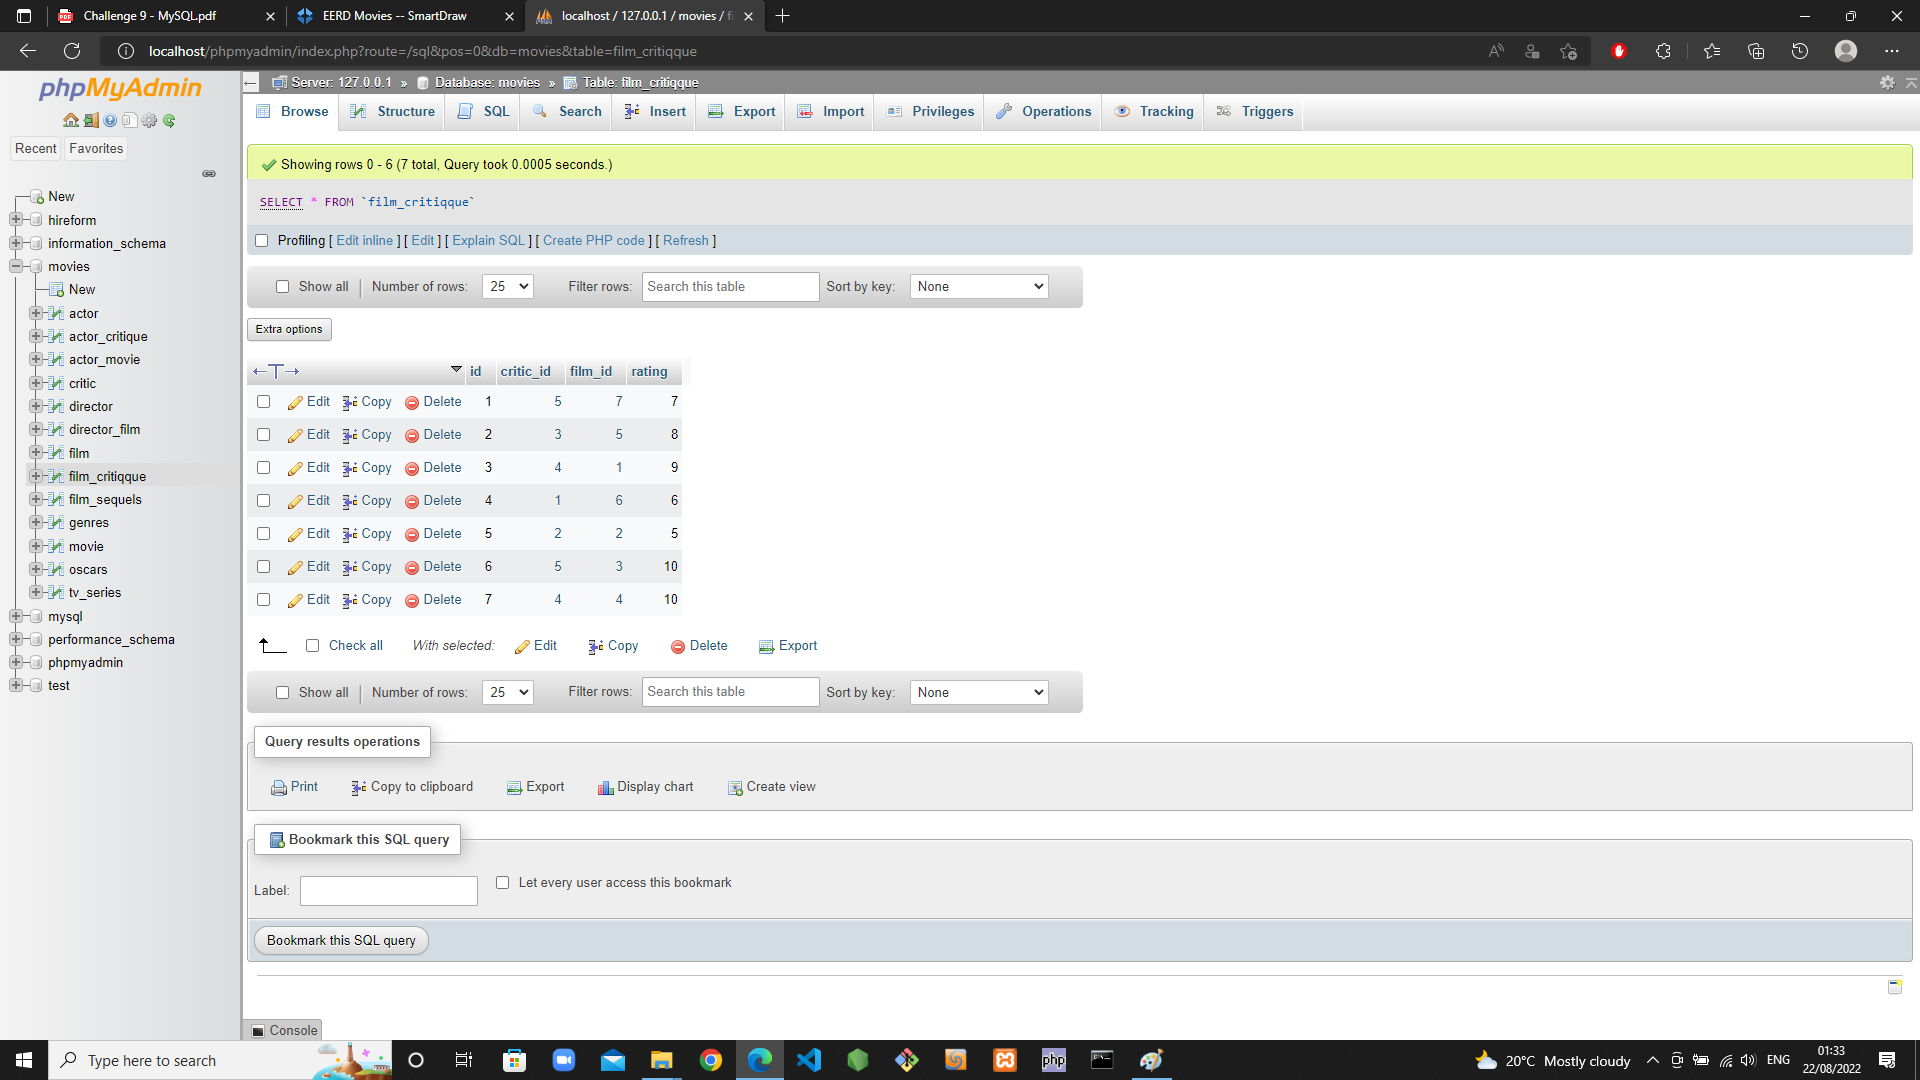 Challenge 9 - MySQL.pdf
EERD Movies -- SmartDraw
localhost / 127.0.0.1 / movies / fi
localhost/phpmyadmin/index.php?route=/sql&pos=0&db=movies&table=film_critiqque
phpMyAdmin
Recent Favorites
New
hireform
information_schema
movies
New
actor
actor_critique
actor_movie
critic
director
director_film
film
film_critiqque
film_sequels
genres
movie
oscars
tv_series
mysql
performance_schema
phpmyadmin
test
Server: 127.0.0.1 » Database: movies » Table: film_critiqque
Browse Structure SQL Search Insert Export Import Privileges Operations Tracking Triggers
Showing rows 0 - 6 (7 total, Query took 0.0005 seconds.)
SELECT * FROM `film_critiqque`
Profiling [ Edit inline ] [ Edit ] [ Explain SQL ] [ Create PHP code ] [ Refresh ]
Show all Number of rows: 25 Filter rows: Search this table Sort by key: None
Extra options
id critic_id film_id rating
Edit Copy Delete 1 5 7 7
Edit Copy Delete 2 3 5 8
Edit Copy Delete 3 4 1 9
Edit Copy Delete 4 1 6 6
Edit Copy Delete 5 2 2 5
Edit Copy Delete 6 5 3 10
Edit Copy Delete 7 4 4 10
Check all With selected: Edit Copy Delete Export
Show all Number of rows: 25 Filter rows: Search this table Sort by key: None
Query results operations
Print Copy to clipboard Export Display chart Create view
Bookmark this SQL query
Label: Let every user access this bookmark
Bookmark this SQL query
Console
Type here to search
php
20°C Mostly cloudy
ENG
01:33
22/08/2022